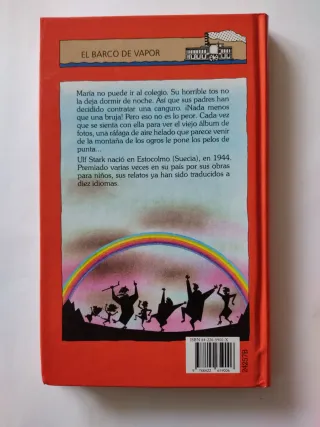 EL BARCO DE VAPOR
María no puede ir al colegio. Su horrible tos no
la deja dormir de noche. Así que sus padres han
decidido contratar una canguro. ¡Nada menos
que una bruja! Pero eso no es lo peor. Cada vez
que se sienta con ella para ver el viejo álbum de
fotos, una ráfaga de aire helado que parece venir
de la montaña de los ogros le pone los pelos de
punta...
Ulf Stark nació en Estocolmo (Suecia), en 1944.
Premiado varias veces en su país por sus obras
para niños, sus relatos ya han sido traducidos a
diez idiomas.